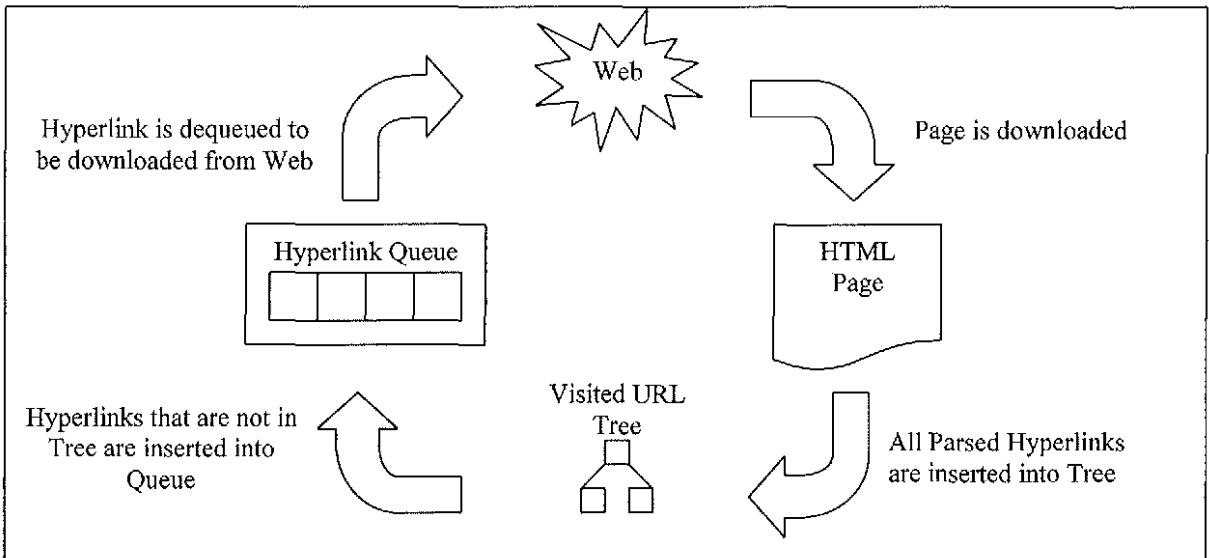 Web
Hyperlink is dequeued to
be downloaded from Web
Page is downloaded
Hyperlink Queue
HTML
Page
Visited URL
Tree
Hyperlinks that are not in
Tree are inserted into
Queue
All Parsed Hyperlinks
are inserted into Tree